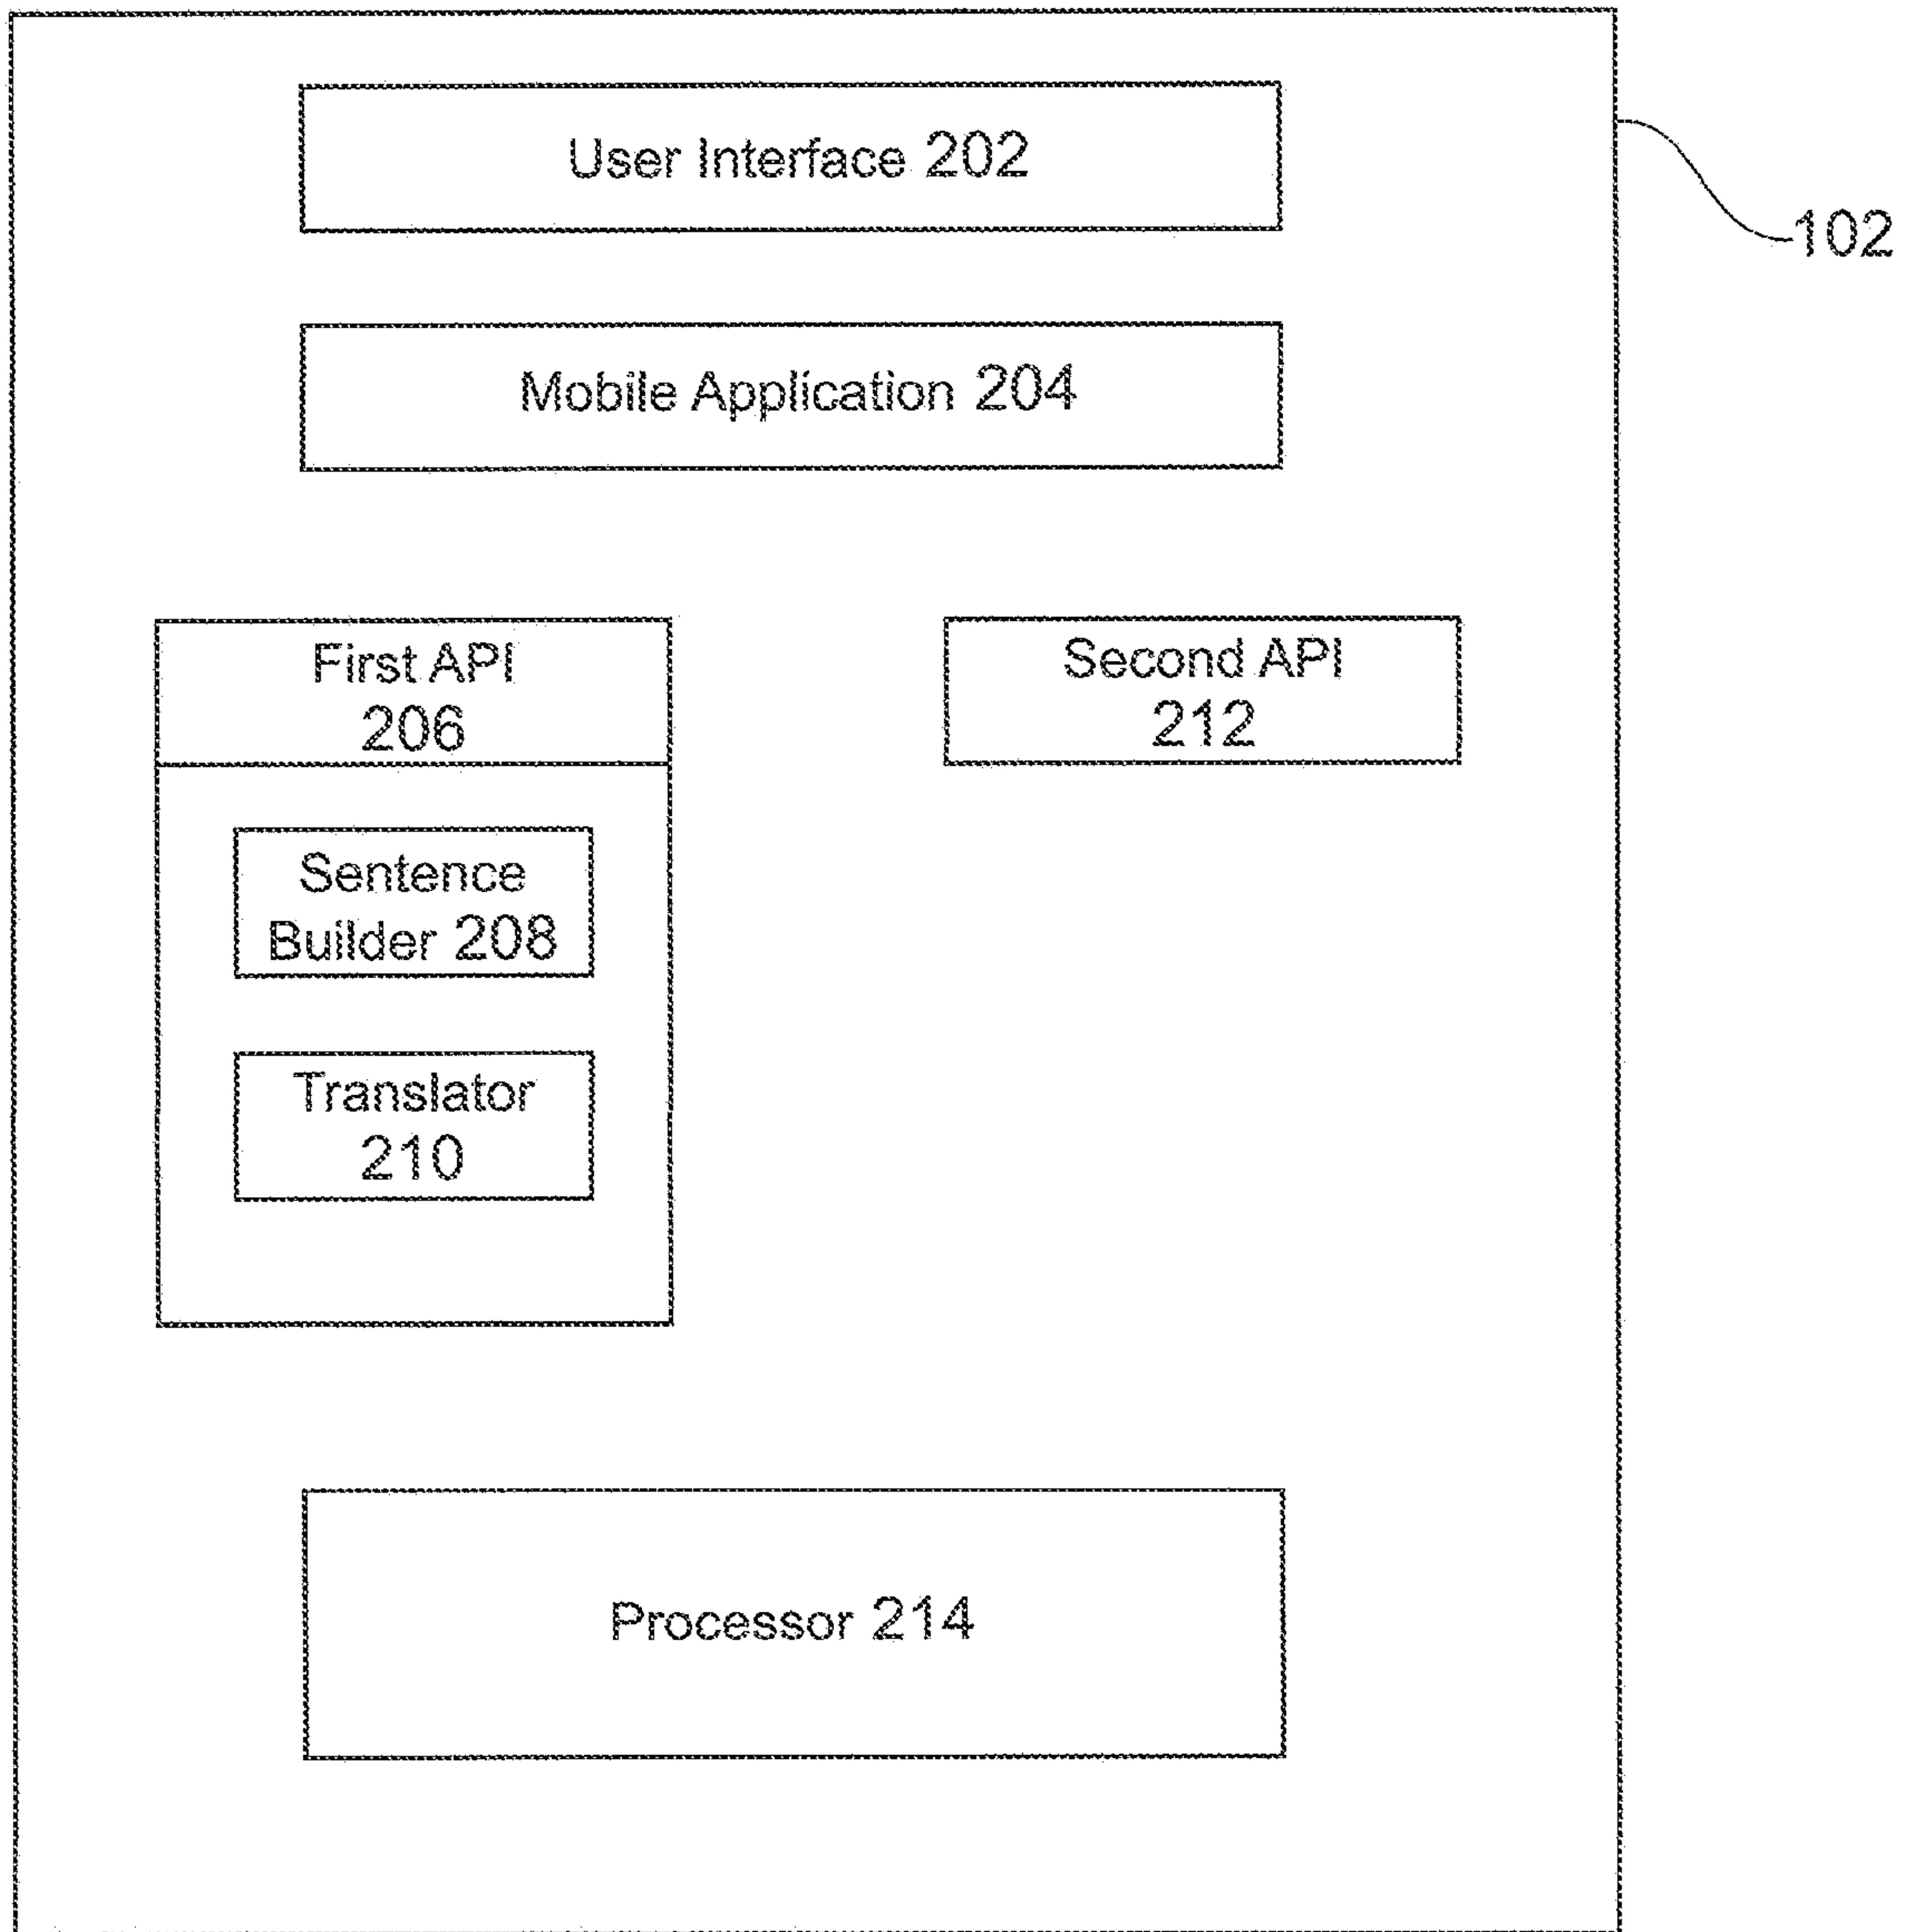 User Interface 202
102
Mobile Application 204
First API
206
Second API
212
Sentence
Builder 208
Translator
210
Processor 214